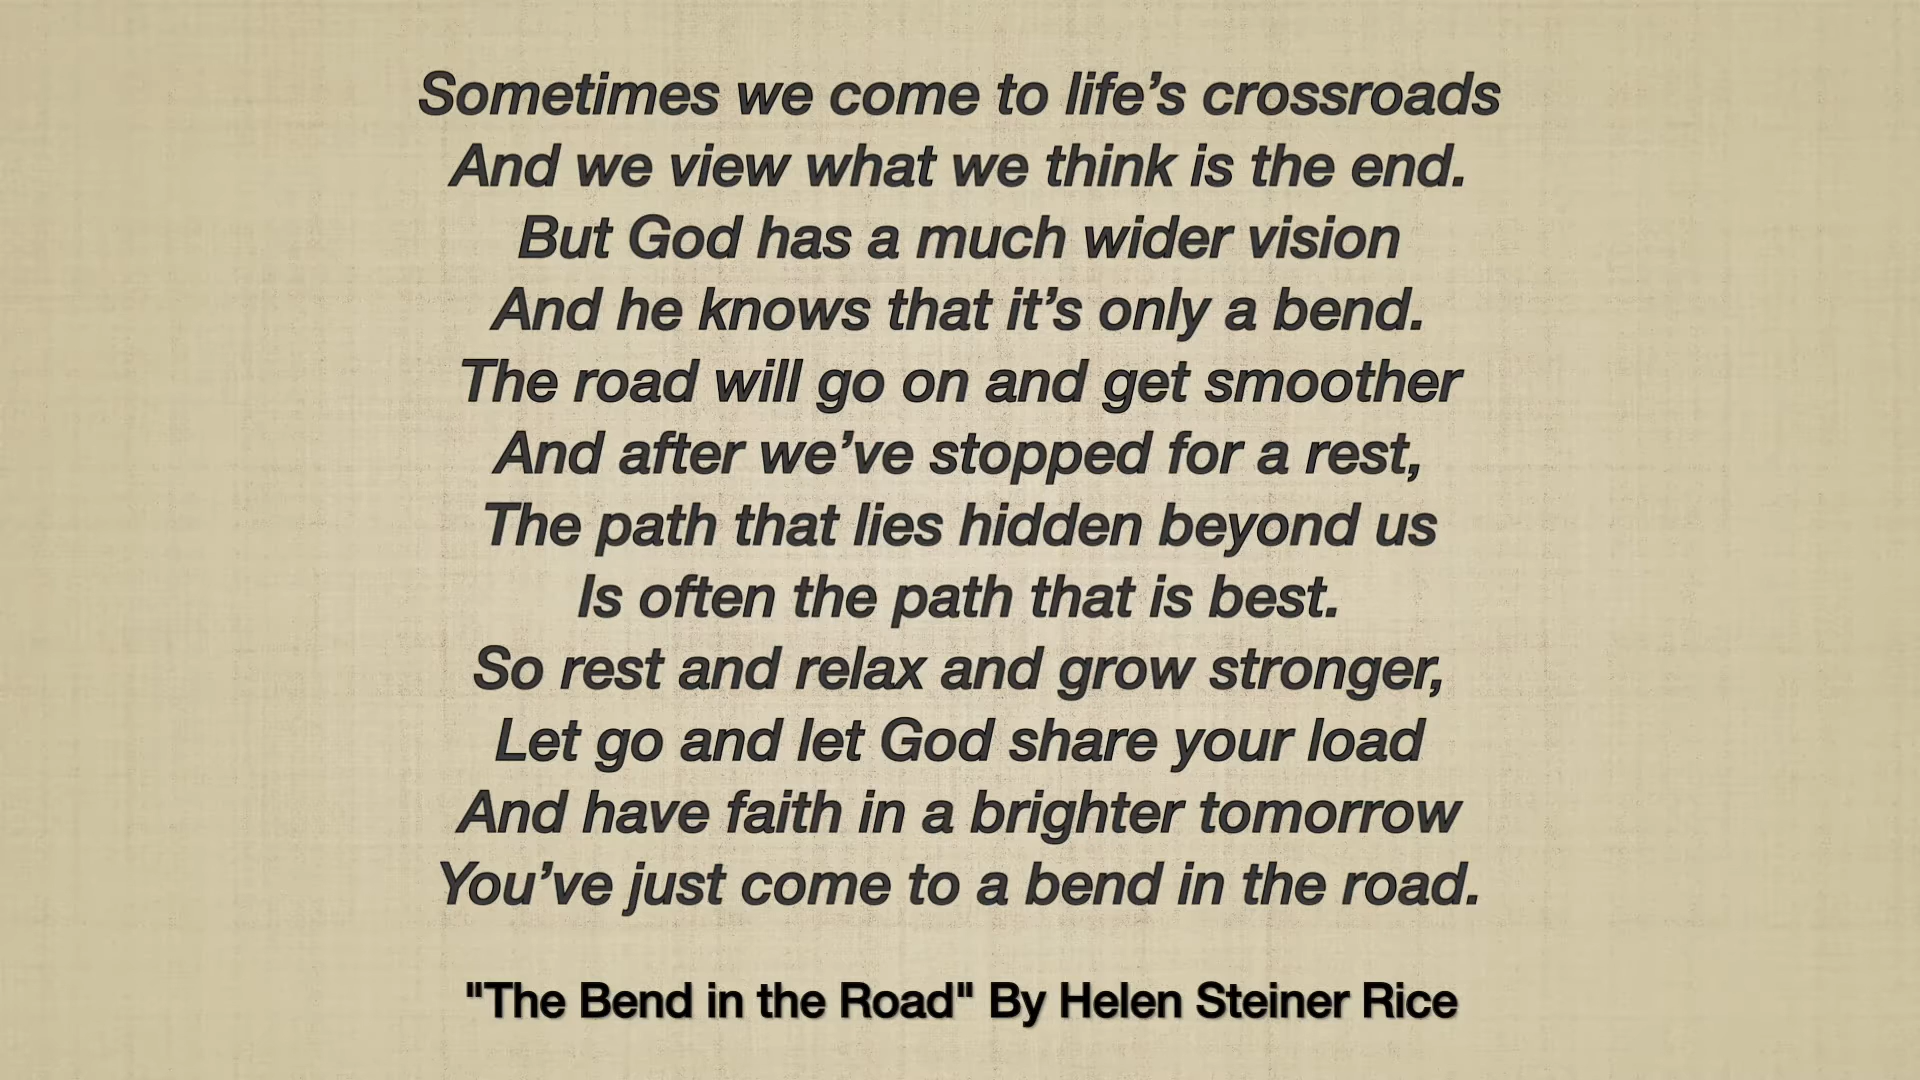 Sometimes we come to life’s crossroads
And we view what we think is the end.
But God has a much wider vision
And he knows that it’s only a bend.
The road will go on and get smoother
And after we’ve stopped for a rest,
The path that lies hidden beyond us
Is often the path that is best.
So rest and relax and grow stronger,
Let go and let God share your load
And have faith in a brighter tomorrow
You’ve just come to a bend in the road.
"The Bend in the Road" By Helen Steiner Rice